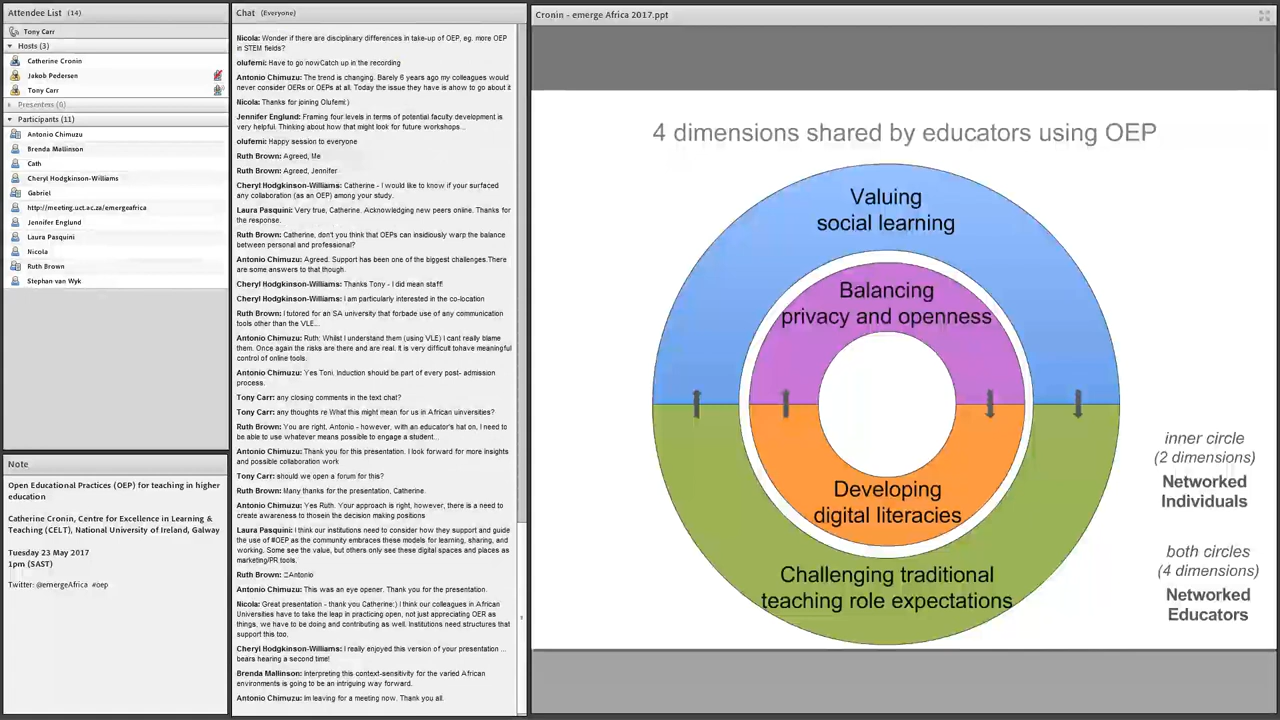 Attendee List (14)
Tony Carr
Hosts (3)
Catherine Cronin
Jakob Pedersen
Tony Carr
Presenters (0)
Participants (11)
Antonio Chimuzu
Brenda Mallinson
Cath
Cheryl Hodgkinson-Williams
Gabriel
http://meeting.uct.ac.za/emergeafrica
Jennifer Englund
Laura Pasquini
Nicola
Ruth Brown
Stephan van Wyk
Note
Open Educational Practices (OEP) for teaching in higher
education
Catherine Cronin, Centre for Excellence in Learning &
Teaching (CELT), National University of Ireland, Galway
Tuesday 23 May 2017
1pm (SAST)
Twitter: @emergeAfrica #oep
Chat (Everyone)
Nicola: Wonder if there are disciplinary differences in take-up of OEP, eg. more OEP
in STEM fields?
olufemi: Have to go nowCatch up in the recording
Antonio Chimuzu: The trend is changing. Barely 6 years ago my colleagues would
never consider OERs or OEPs at all. Today the issue they have is ahow to go about it
Nicola: Thanks for joining Olufemi:)
Jennifer Englund: Framing four levels in terms of potential faculty development is
very helpful. Thinking about how that might look for future workshops...
olufemi: Happy session to everyone
Ruth Brown: Agreed, Me
Ruth Brown: Agreed, Jennifer
Cheryl Hodgkinson-Williams: Catherine - I would like to know if your surfaced
any collaboration (as an OEP) among your study.
Laura Pasquini: Very true, Catherine. Acknowledging new peers online. Thanks for
the response.
Ruth Brown: Catherine, don't you think that OEPs can insidiously warp the balance
between personal and professional?
Antonio Chimuzu: Agreed. Support has been one of the biggest challenges.There
are some answers to that though.
Cheryl Hodgkinson-Williams: Thanks Tony - I did mean staff!
Cheryl Hodgkinson-Williams: I am particularly interested in the co-location
Ruth Brown: I tutored for an SA university that forbade use of any communication
tools other than the VLE...
Antonio Chimuzu: Ruth: Whilst I understand them (using VLE) I cant really blame
them. Once again the risks are there and are real. It is very difficult tohave meaningful
control of online tools.
Antonio Chimuzu: Yes Toni. Induction should be part of every post- admission
process.
Tony Carr: any closing comments in the text chat?
Tony Carr: any thoughts re What this might mean for us in African uinversities?
Ruth Brown: You are right, Antonio - however, with an educator's hat on, I need to
be able to use whatever means possible to engage a student...
Antonio Chimuzu: Thank you for this presentation. I look forward for more insights
and possible collaboration work
Tony Carr: should we open a forum for this?
Ruth Brown: Many thanks for the presentation, Catherine.
Antonio Chimuzu: Yes Ruth. Your approach is right, however, there is a need to
create awareness to thosein the decision making positions
Laura Pasquini: I think our institutions need to consider how they support and guide
the use of #OEP as the community embraces these models for learning, sharing, and
working. Some see the value, but others only see these digital spaces and places as
marketing/PR tools.
Ruth Brown: Antonio
Antonio Chimuzu: This was an eye opener. Thank you for the presentation.
Nicola: Great presentation - thank you Catherine:) I think our colleagues in African
Universities have to take the leap in practicing open, not just appreciating OER as
things, we have to be doing and contributing as well. Institutions need structures that
support this too.
Cheryl Hodgkinson-Williams: I really enjoyed this version of your presentation ...
bears hearing a second time!
Brenda Mallinson: Interpreting this context-sensitivity for the varied African
environments is going to be an intriguing way forward.
Antonio Chimuzu: Im leaving for a meeting now. Thank you all.
Cronin - emerge Africa 2017.ppt
4 dimensions shared by educators using OEP
Valuing
social learning
Balancing
privacy and openness
Developing
digital literacies
Challenging traditional
teaching role expectations
inner circle
(2 dimensions)
Networked
Individuals
both circles
(4 dimensions)
Networked
Educators